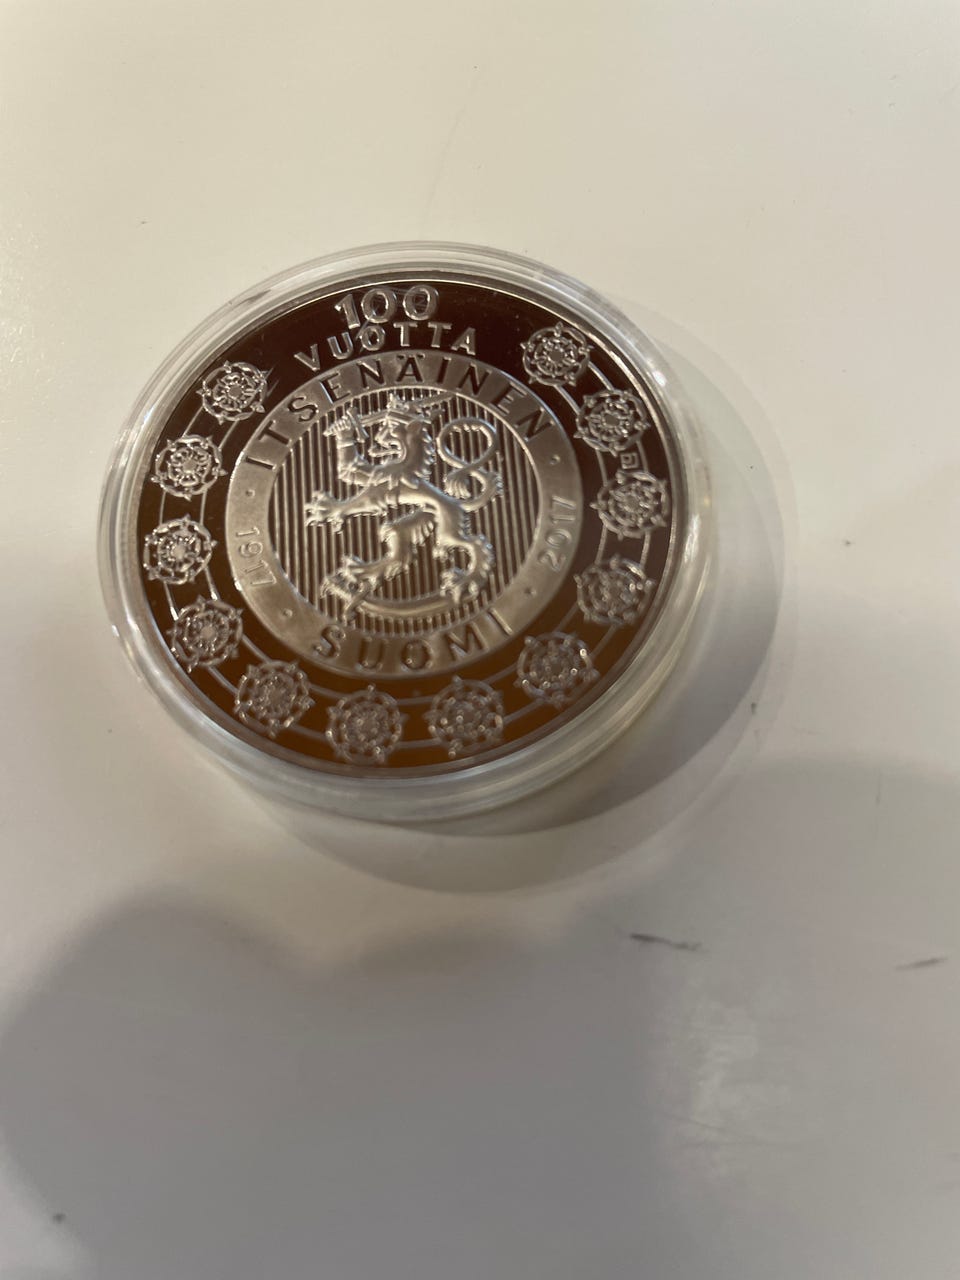 100
VUOTTA
ITSENÄINEN
1917 2017
SUOMI